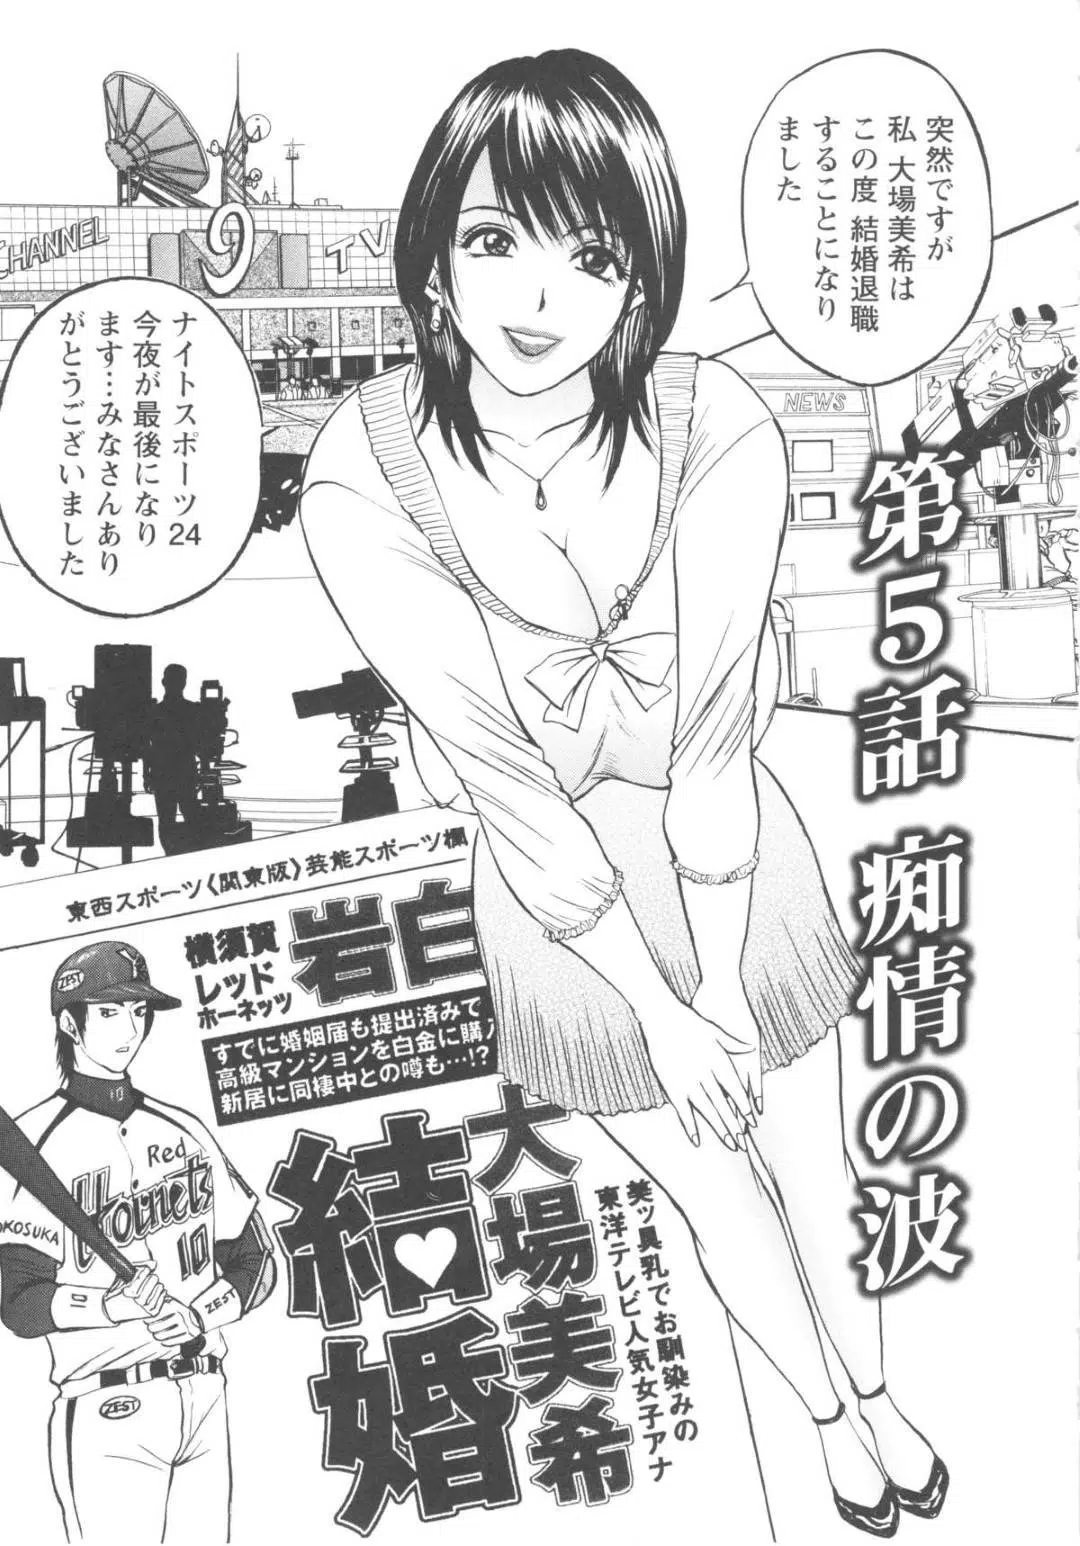 突然ですが
私 大場美希は
この度 結婚退職
することになり
ました
CHANNEL
9
TV
ナイトスポーツ24
今夜が最後になり
ます…みなさんあり
がとうございました
NEWS
第5話 痴情の波
東西スポーツ〈関東版〉芸能スポーツ欄
横須賀
レッド
ホーネッツ
岩白
すでに婚姻届も提出済みで
高級マンションを白金に購入
新居に同棲中との噂も…!?
大場美希
結婚
美ッ具乳でお馴染みの
東洋テレビ人気女子アナ
Y
ZEST
Red
Hornets
10
OKOSUKA
ZEST
ZEST